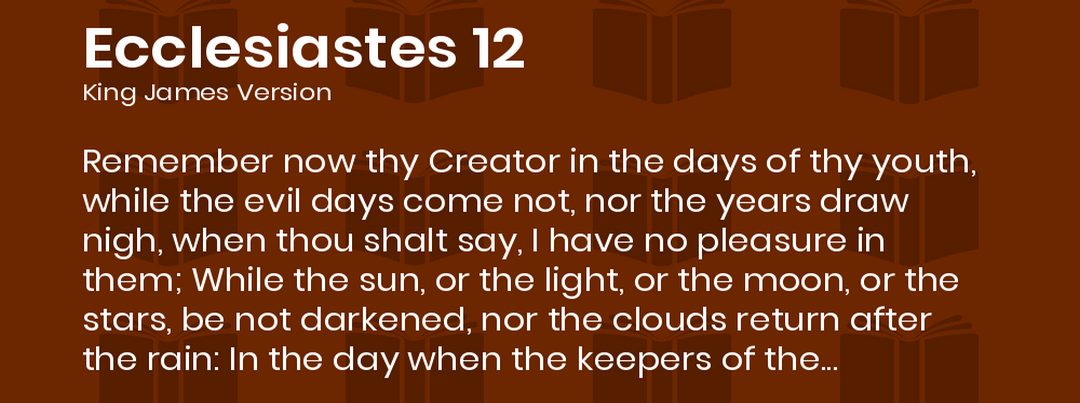 Ecclesiastes 12
King James Version
Remember now thy Creator in the days of thy youth,
while the evil days come not, nor the years draw
nigh, when thou shalt say, I have no pleasure in
them; While the sun, or the light, or the moon, or the
stars, be not darkened, nor the clouds return after
the rain: In the day when the keepers of the...